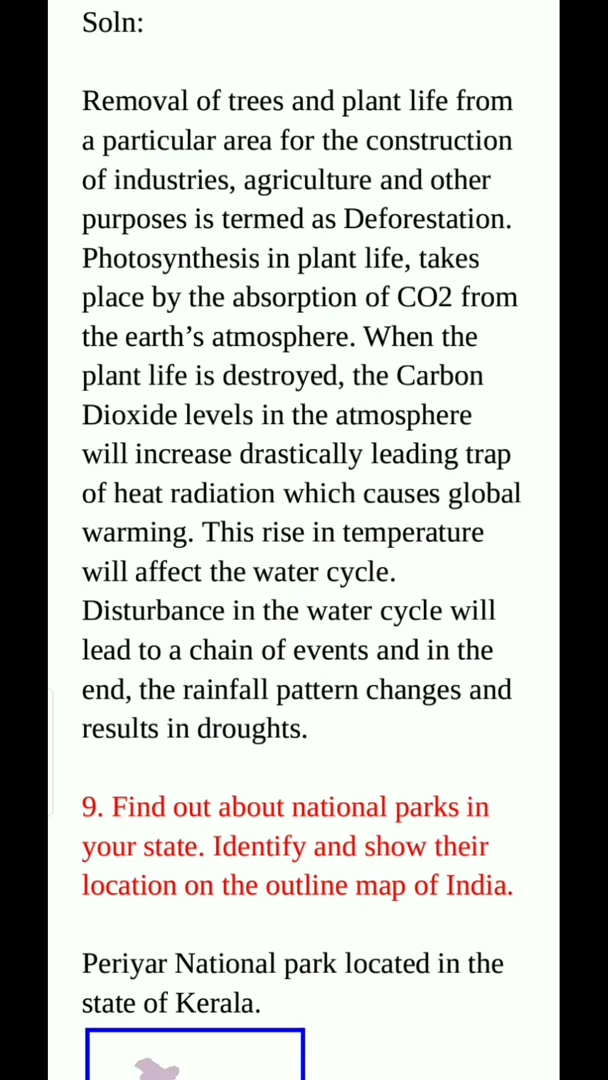 Soln:
Removal of trees and plant life from
a particular area for the construction
of industries, agriculture and other
purposes is termed as Deforestation.
Photosynthesis in plant life, takes
place by the absorption of CO2 from
the earth’s atmosphere. When the
plant life is destroyed, the Carbon
Dioxide levels in the atmosphere
will increase drastically leading trap
of heat radiation which causes global
warming. This rise in temperature
will affect the water cycle.
Disturbance in the water cycle will
lead to a chain of events and in the
end, the rainfall pattern changes and
results in droughts.
9. Find out about national parks in
your state. Identify and show their
location on the outline map of India.
Periyar National park located in the
state of Kerala.